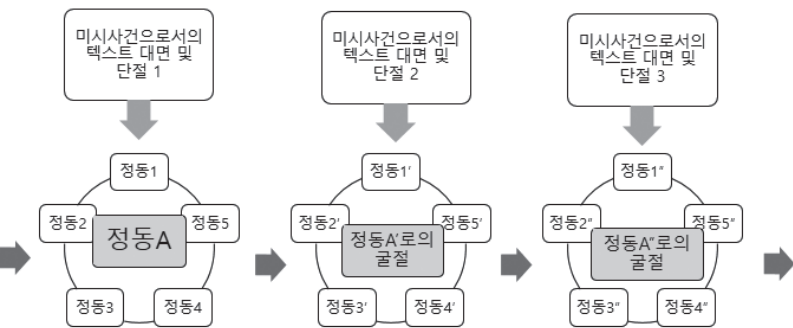 미시사건으로서의
텍스트 대면 및
단절 1
미시사건으로서의
텍스트 대면 및
단절 2
미시사건으로서의
텍스트 대면 및
단절 3
정동1
정동2
정동5
정동A
정동3
정동4
정동1′
정동2′
정동5′
정동A′로의
굴절
정동3′
정동4′
정동1″
정동2″
정동5″
정동A″로의
굴절
정동3″
정동4″